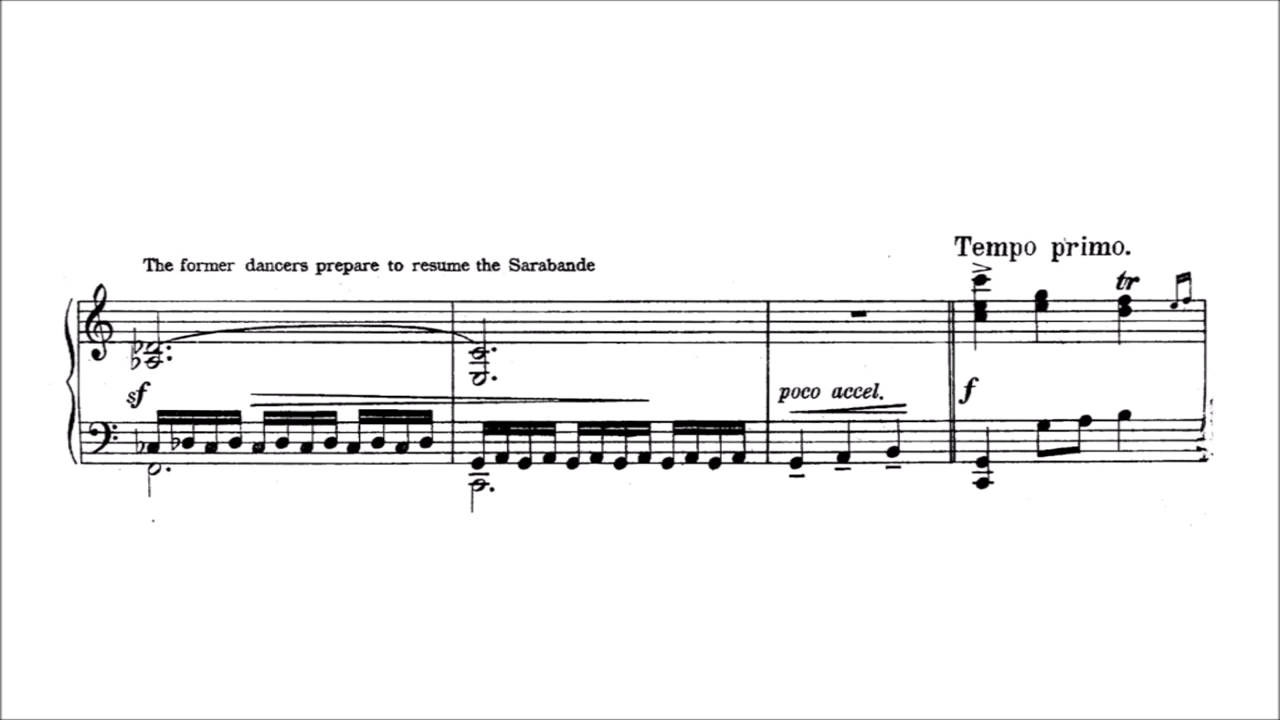 Tempo primo.
The former dancers prepare to resume the Sarabande
tr
sf
poco accel.
f